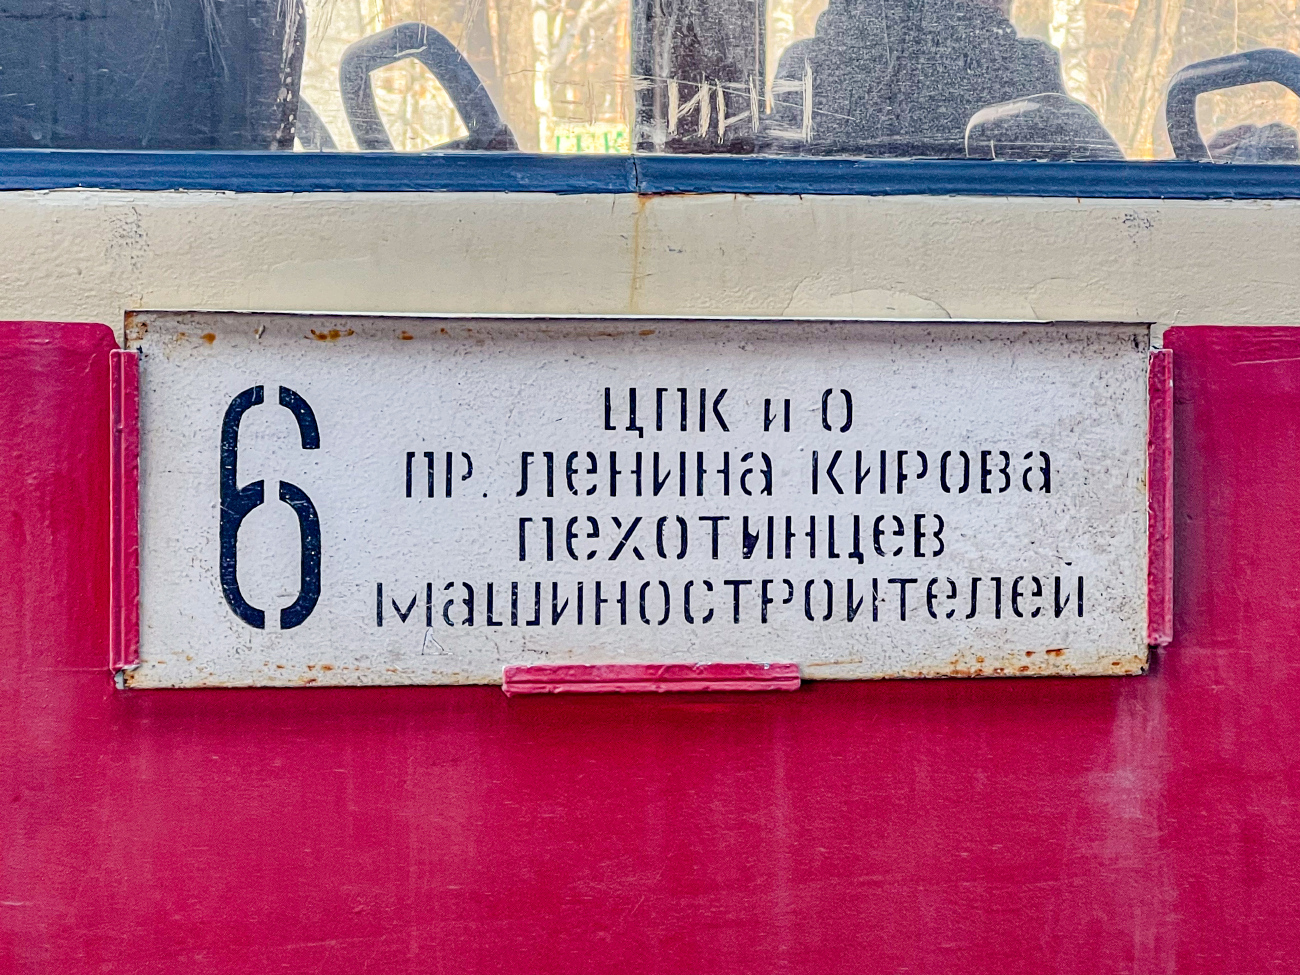 6
ЦПК и О
ПР. Ленина Кирова
Пехотинцев
Машиностроителей